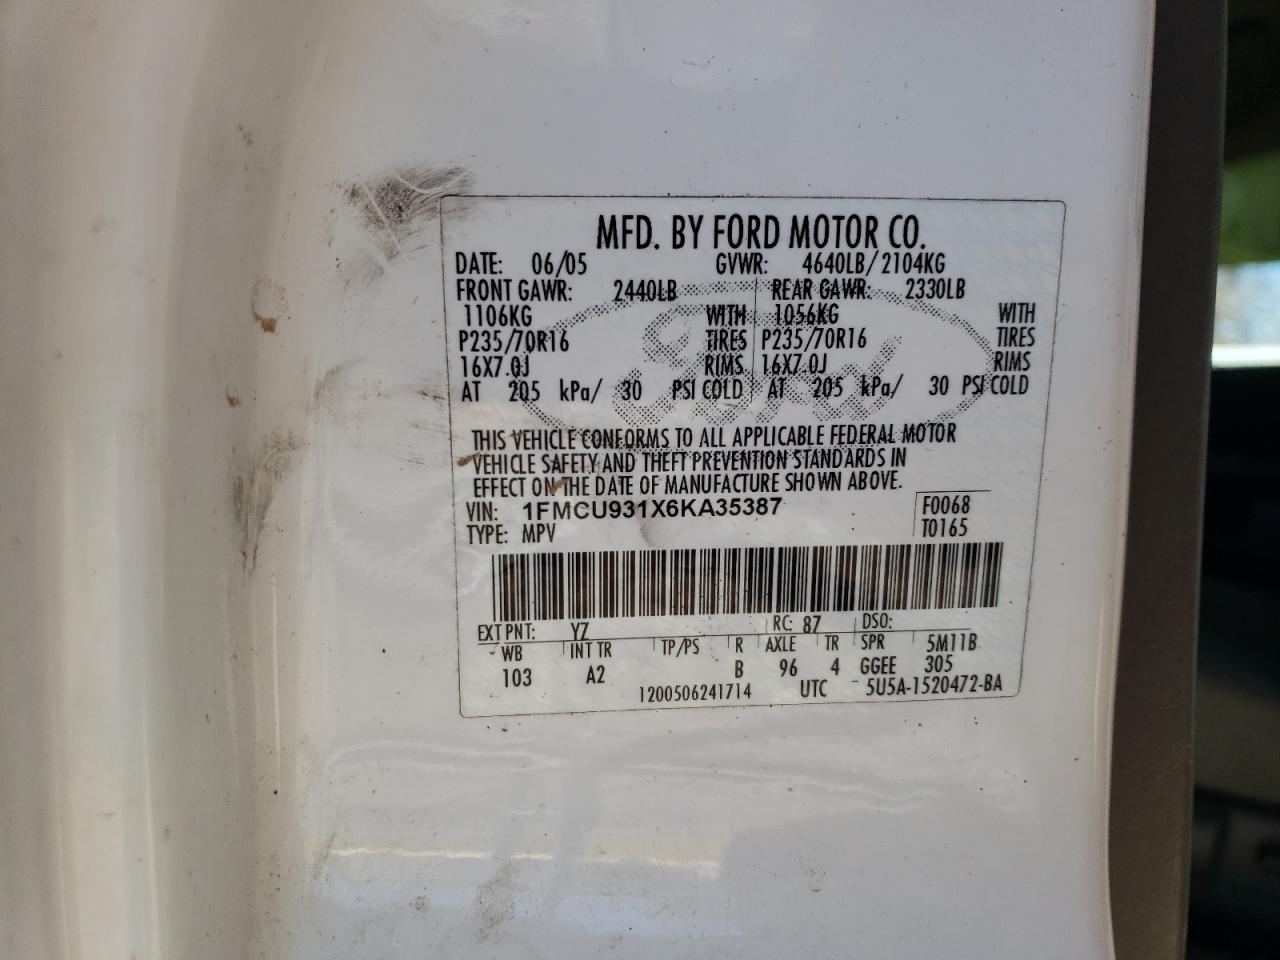 MFD. BY FORD MOTOR CO.
DATE: 06/05 GVWR: 4640LB/2104KG
FRONT GAWR: 2440LB REAR GAWR: 2330LB
1106KG WITH 1056KG WITH
P235/70R16 TIRES P235/70R16 TIRES
16X7.0J RIMS 16X7.0J RIMS
AT 205 kPa/ 30 PSI COLD AT 205 kPa/ 30 PSI COLD
Ford
THIS VEHICLE CONFORMS TO ALL APPLICABLE FEDERAL MOTOR
VEHICLE SAFETY AND THEFT PREVENTION STANDARDS IN
EFFECT ON THE DATE OF MANUFACTURE SHOWN ABOVE.
VIN: 1FMCU931X6KA35387 F0068
TYPE: MPV T0165
EXT PNT: YZ RC: 87 DSO:
WB INT TR TP/PS R AXLE TR SPR 5M11B
103 A2 B 96 4 GGEE 305
1200506241714 UTC 5U5A-1520472-BA